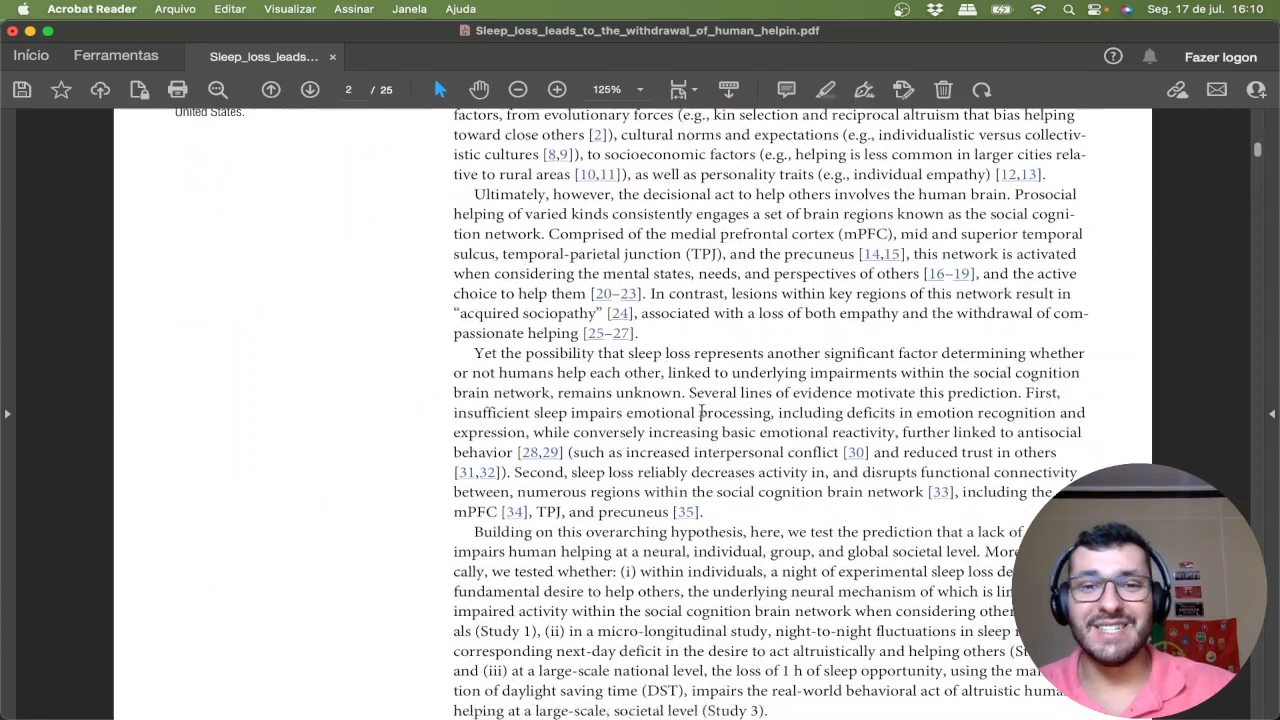 Acrobat Reader Arquivo Editar Visualizar Assinar Janela Ajuda Seg. 17 de jul. 16:10
Sleep_loss_leads_to_the_withdrawal_of_human_helpin.pdf
Início Ferramentas Sleep_loss_leads... × Fazer logon
2 / 25 125%
United States.
factors, from evolutionary forces (e.g., kin selection and reciprocal altruism that bias helping
toward close others [2]), cultural norms and expectations (e.g., individualistic versus collectiv-
istic cultures [8,9]), to socioeconomic factors (e.g., helping is less common in larger cities rela-
tive to rural areas [10,11]), as well as personality traits (e.g., individual empathy) [12,13].
Ultimately, however, the decisional act to help others involves the human brain. Prosocial
helping of varied kinds consistently engages a set of brain regions known as the social cogni-
tion network. Comprised of the medial prefrontal cortex (mPFC), mid and superior temporal
sulcus, temporal-parietal junction (TPJ), and the precuneus [14,15], this network is activated
when considering the mental states, needs, and perspectives of others [16–19], and the active
choice to help them [20–23]. In contrast, lesions within key regions of this network result in
“acquired sociopathy” [24], associated with a loss of both empathy and the withdrawal of com-
passionate helping [25–27].
Yet the possibility that sleep loss represents another significant factor determining whether
or not humans help each other, linked to underlying impairments within the social cognition
brain network, remains unknown. Several lines of evidence motivate this prediction. First,
insufficient sleep impairs emotional processing, including deficits in emotion recognition and
expression, while conversely increasing basic emotional reactivity, further linked to antisocial
behavior [28,29] (such as increased interpersonal conflict [30] and reduced trust in others
[31,32]). Second, sleep loss reliably decreases activity in, and disrupts functional connectivity
between, numerous regions within the social cognition brain network [33], including the
mPFC [34], TPJ, and precuneus [35].
Building on this overarching hypothesis, here, we test the prediction that a lack of
impairs human helping at a neural, individual, group, and global societal level. More
cally, we tested whether: (i) within individuals, a night of experimental sleep loss de
fundamental desire to help others, the underlying neural mechanism of which is lin
impaired activity within the social cognition brain network when considering othe
als (Study 1), (ii) in a micro-longitudinal study, night-to-night fluctuations in sleep
corresponding next-day deficit in the desire to act altruistically and helping others
and (iii) at a large-scale national level, the loss of 1 h of sleep opportunity, using the
tion of daylight saving time (DST), impairs the real-world behavioral act of altruistic
helping at a large-scale, societal level (Study 3).